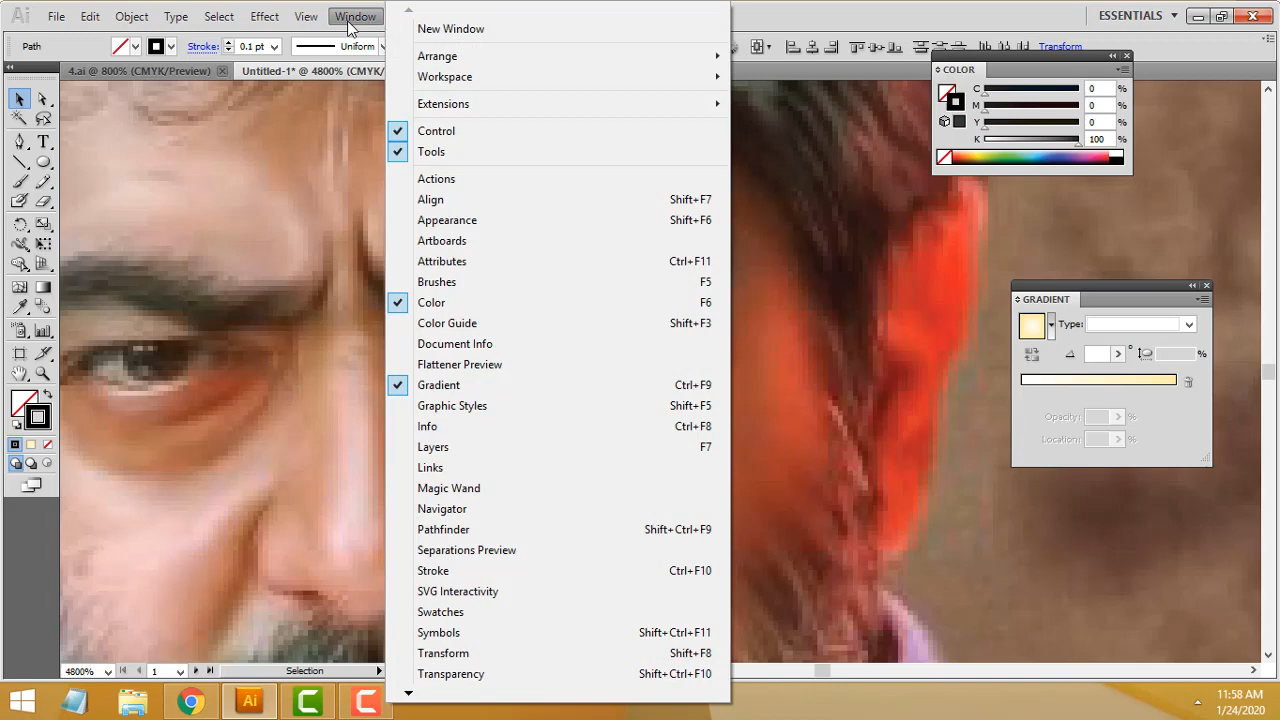 Ai File Edit Object Type Select Effect View Window ESSENTIALS
Path Stroke: 0.1 pt Uniform Transform
4.ai @ 800% (CMYK/Preview) Untitled-1* @ 4800% (CMYK/
New Window
Arrange
Workspace
Extensions
Control
Tools
Actions
Align Shift+F7
Appearance Shift+F6
Artboards
Attributes Ctrl+F11
Brushes F5
Color F6
Color Guide Shift+F3
Document Info
Flattener Preview
Gradient Ctrl+F9
Graphic Styles Shift+F5
Info Ctrl+F8
Layers F7
Links
Magic Wand
Navigator
Pathfinder Shift+Ctrl+F9
Separations Preview
Stroke Ctrl+F10
SVG Interactivity
Swatches
Symbols Shift+Ctrl+F11
Transform Shift+F8
Transparency Shift+Ctrl+F10
COLOR
C 0 %
M 0 %
Y 0 %
K 100 %
GRADIENT
Type:
° %
Opacity: %
Location: %
4800% 1 Selection
Ai
11:58 AM
1/24/2020